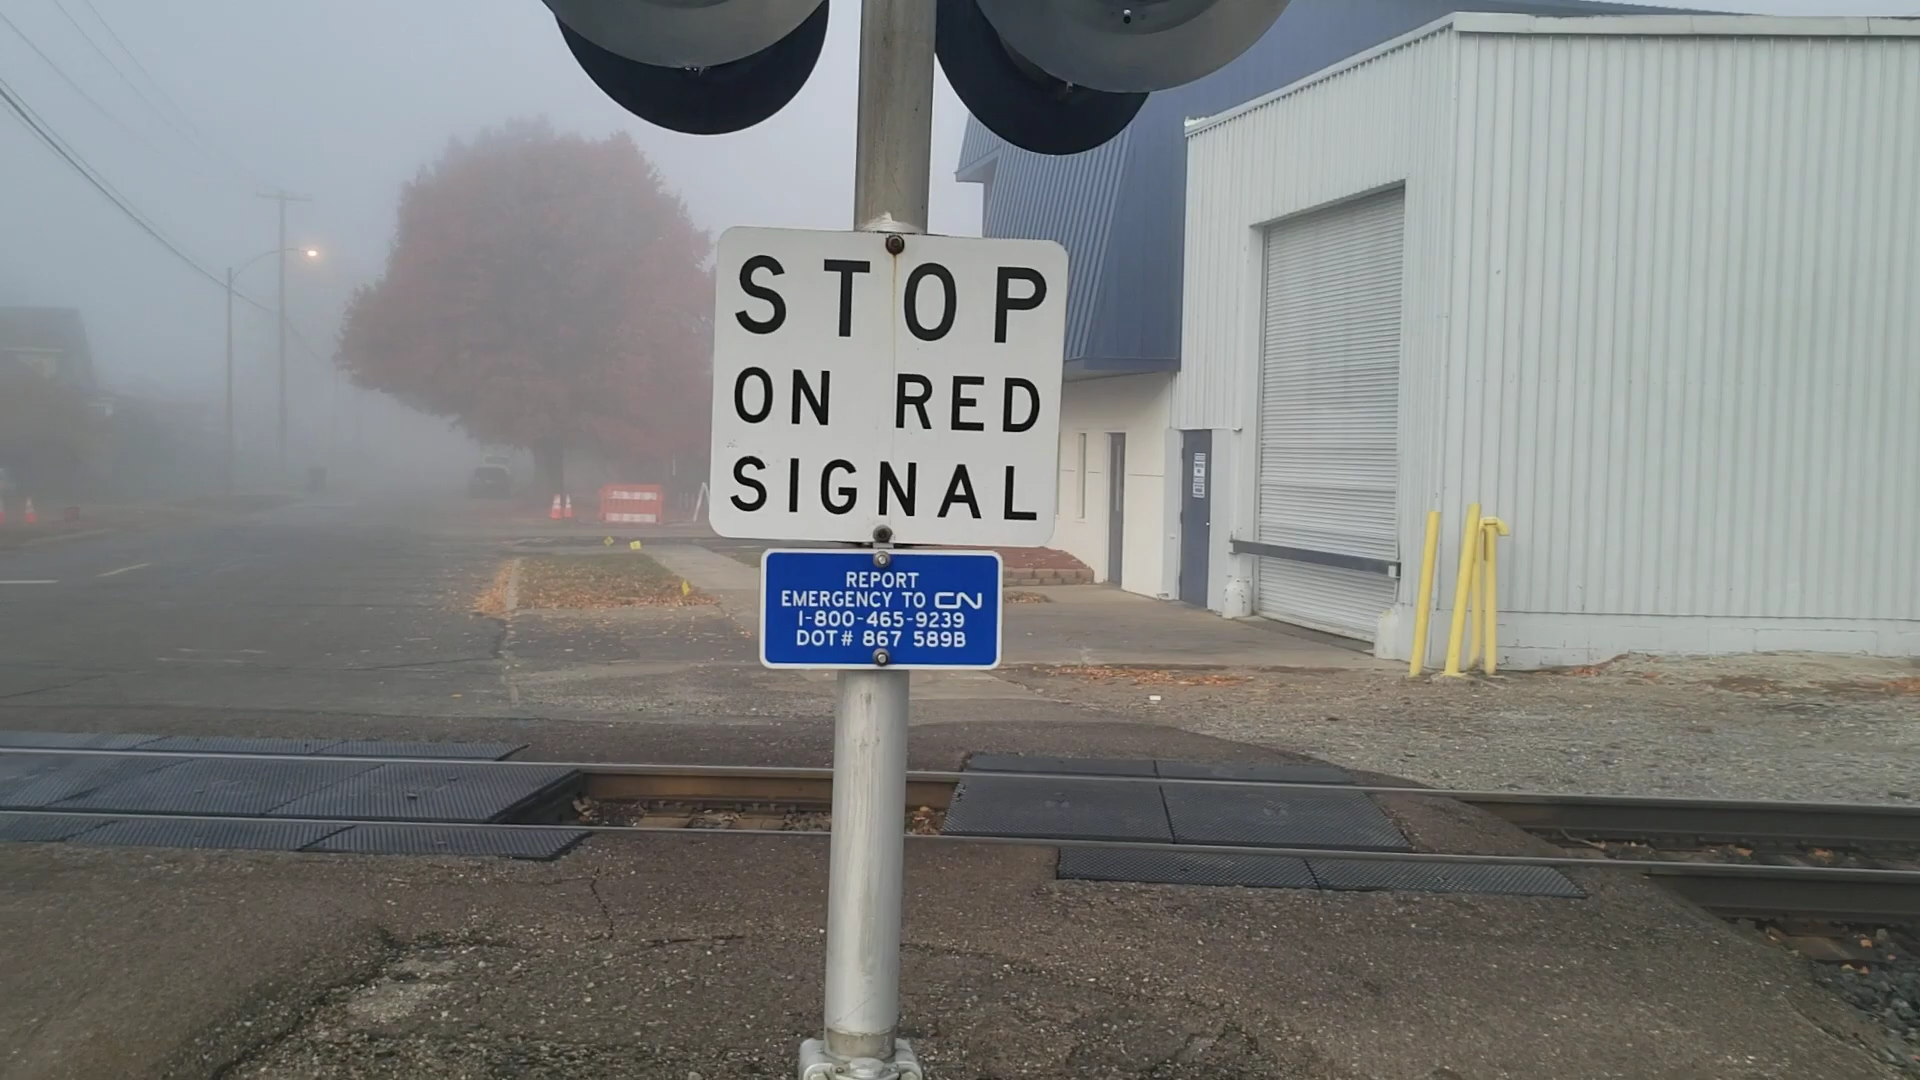 STOP
ON RED
SIGNAL
REPORT
EMERGENCY TO CN
1-800-465-9239
DOT# 867 589B